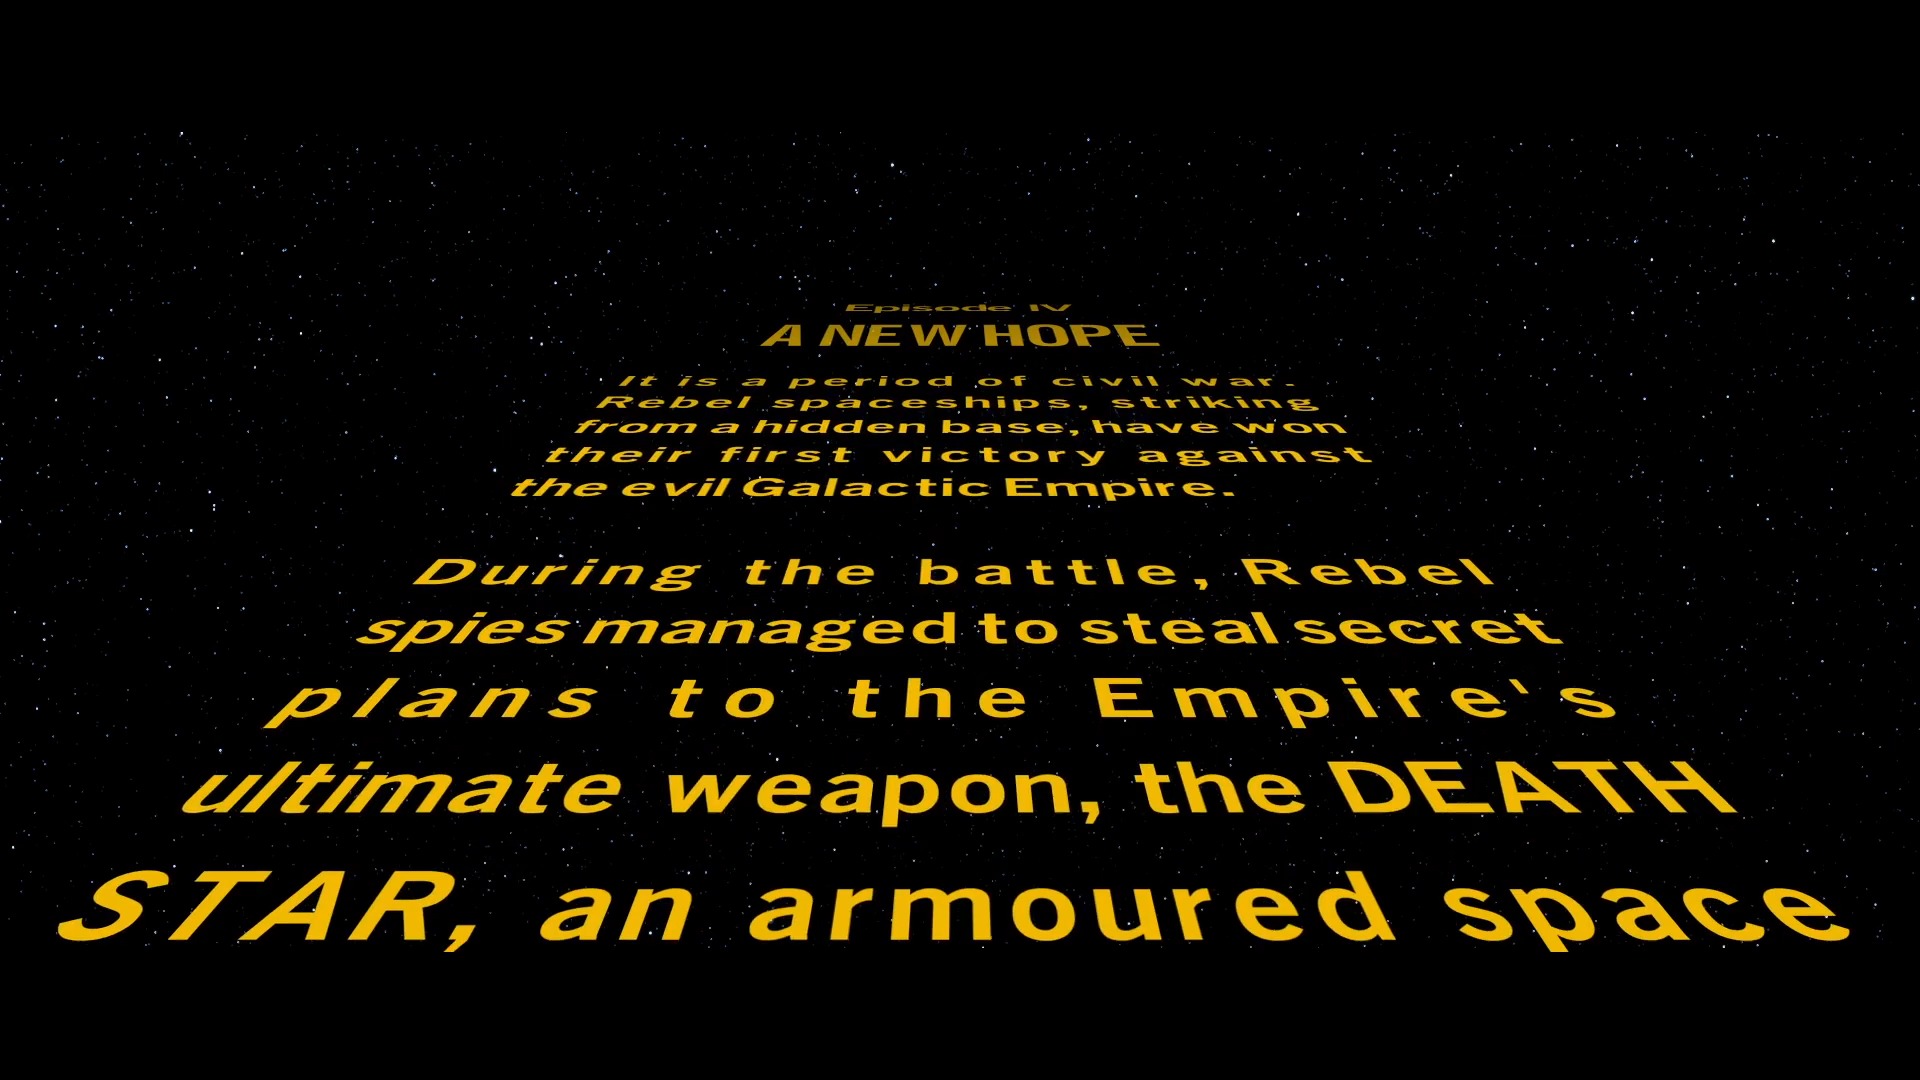 Episode IV
A NEW HOPE
It is a period of civil war.
Rebel spaceships, striking
from a hidden base, have won
their first victory against
the evil Galactic Empire.
During the battle, Rebel
spies managed to steal secret
plans to the Empire's
ultimate weapon, the DEATH
STAR, an armoured space